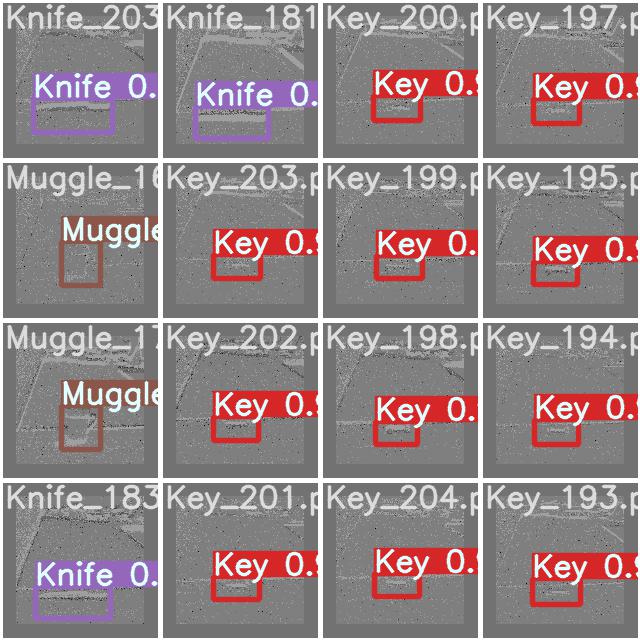 Knife_203
Knife 0.
Knife_181
Knife 0.
Key_200.p
Key 0.9
Key_197.p
Key 0.9
Muggle_16
Muggle
Key_203.p
Key 0.9
Key_199.p
Key 0.
Key_195.p
Key 0.9
Muggle_17
Muggle
Key_202.p
Key 0.9
Key_198.p
Key 0.
Key_194.p
Key 0.9
Knife_183
Knife 0.
Key_201.p
Key 0.9
Key_204.p
Key 0.9
Key_193.p
Key 0.9